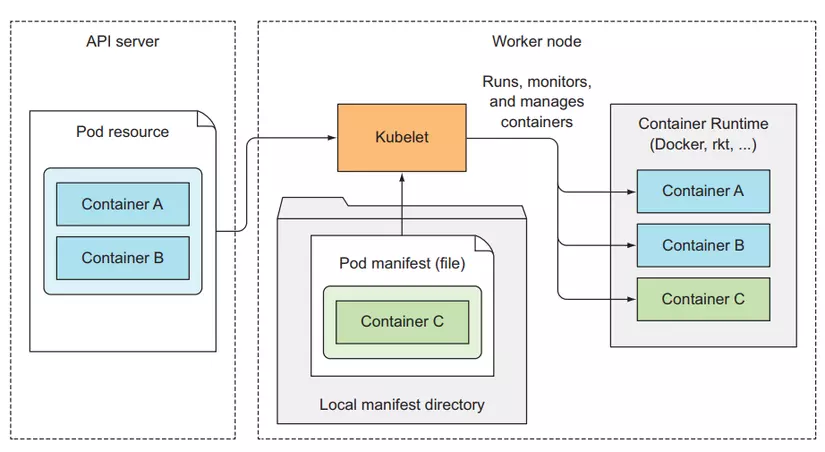 API server
Worker node
Pod resource
Container A
Container B
Kubelet
Runs, monitors,
and manages
containers
Pod manifest (file)
Container C
Local manifest directory
Container Runtime
(Docker, rkt, ...)
Container A
Container B
Container C